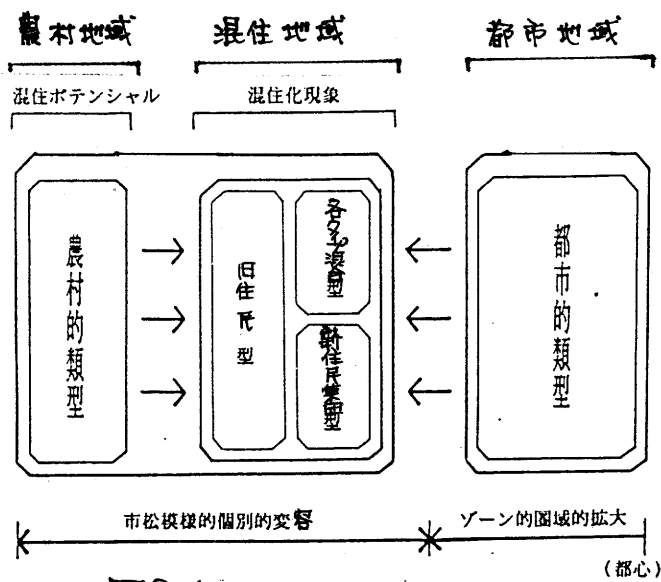 農村地域 混住地域 都市地域
混住ポテンシャル 混住化現象
農村的類型
旧住民型
各タイプ混合型
新住民集団型
都市的類型
市松模様的個別的変容 ゾーン的圏域的拡大
(都心)